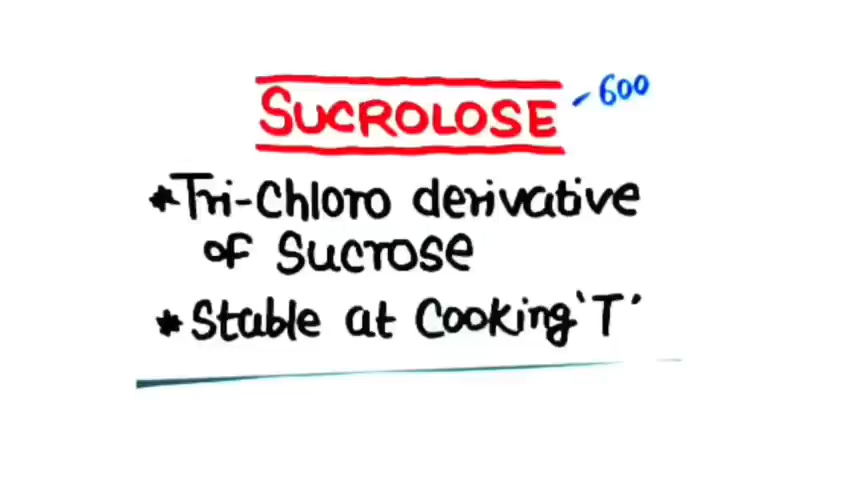 SUCROLOSE - 600
*Tri-Chloro derivative
of Sucrose
*Stable at Cooking 'T'